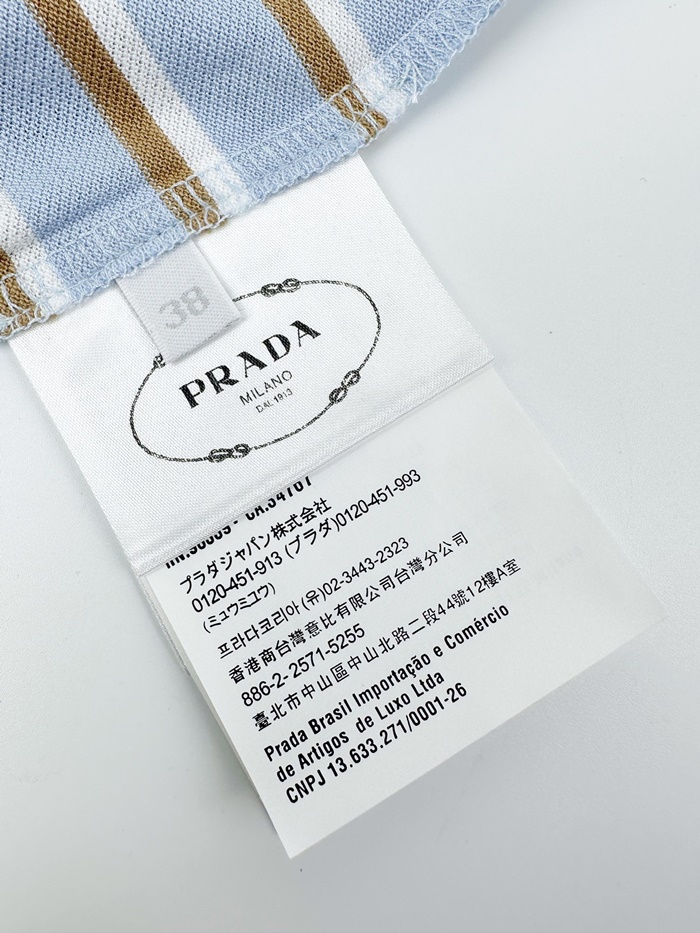 38
PRADA
MILANO
DAL 1913
プラダジャパン株式会社
0120-451-913 (プラダ)0120-451-993
(ミュウミュウ)
프라다코리아(유)02-3443-2323
香港商台灣意比有限公司台灣分公司
886-2-2571-5255
臺北市中山區中山北路二段44號12樓A室
Prada Brasil Importação e Comércio
de Artigos de Luxo Ltda
CNPJ 13.633.271/0001-26